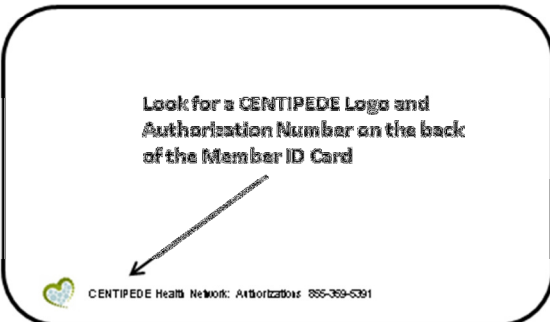 Look for a CENTIPEDE Logo and
Authorization Number on the back
of the Member ID Card
CENTIPEDE Health Network: Authorizations 855-359-5391